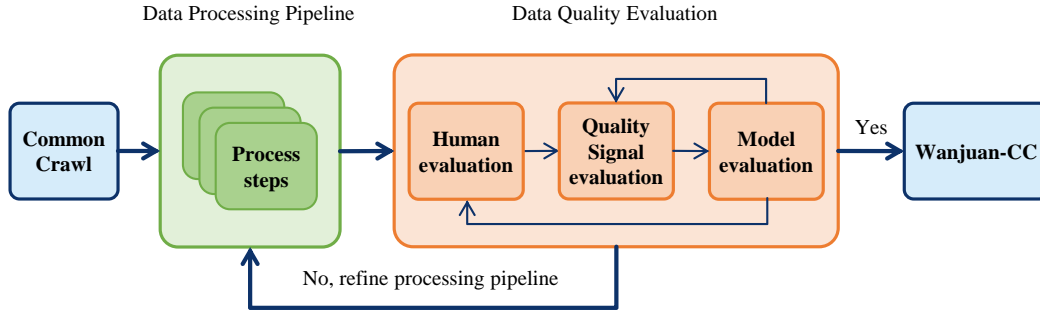 Data Processing Pipeline
Data Quality Evaluation
Common
Crawl
Process
steps
Human
evaluation
Quality
Signal
evaluation
Model
evaluation
Yes
Wanjuan-CC
No, refine processing pipeline